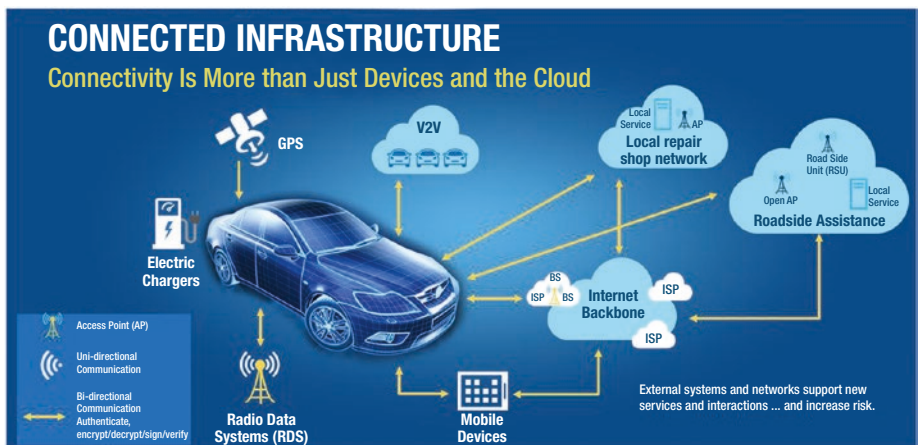 CONNECTED INFRASTRUCTURE
Connectivity Is More than Just Devices and the Cloud
GPS
V2V
Local
Service
AP
Local repair
shop network
Road Side
Unit (RSU)
Open AP
Local
Service
Roadside Assistance
Electric
Chargers
BS
ISP
BS
Internet
Backbone
ISP
ISP
Access Point (AP)
Uni-directional
Communication
Bi-directional
Communication
Authenticate,
encrypt/decrypt/sign/verify
Radio Data
Systems (RDS)
Mobile
Devices
External systems and networks support new
services and interactions ... and increase risk.